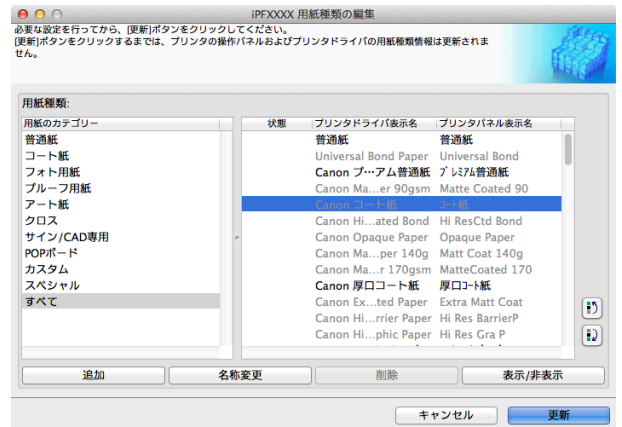 iPFXXXX 用紙種類の編集
必要な設定を行ってから、[更新]ボタンをクリックしてください。
[更新]ボタンをクリックするまでは、プリンタの操作パネルおよびプリンタドライバの用紙種類情報は更新されま
せん。
用紙種類:
用紙のカテゴリー 状態 プリンタドライバ表示名 プリンタパネル表示名
普通紙 普通紙 普通紙
コート紙 Universal Bond Paper Universal Bond
フォト用紙 Canon プ…アム普通紙 プレミアム普通紙
プルーフ用紙 Canon Ma…er 90gsm Matte Coated 90
アート紙 Canon コート紙 コート紙
クロス Canon Hi…ated Bond Hi ResCtd Bond
サイン/CAD専用 Canon Opaque Paper Opaque Paper
POPボード Canon Ma…per 140g Matt Coat 140g
カスタム Canon Ma…r 170gsm MatteCoated 170
スペシャル Canon 厚口コート紙 厚口コート紙
すべて Canon Ex…ted Paper Extra Matt Coat
Canon Hi…rrier Paper Hi Res BarrierP
Canon Hi…phic Paper Hi Res Gra P
追加 名称変更 削除 表示/非表示
キャンセル 更新